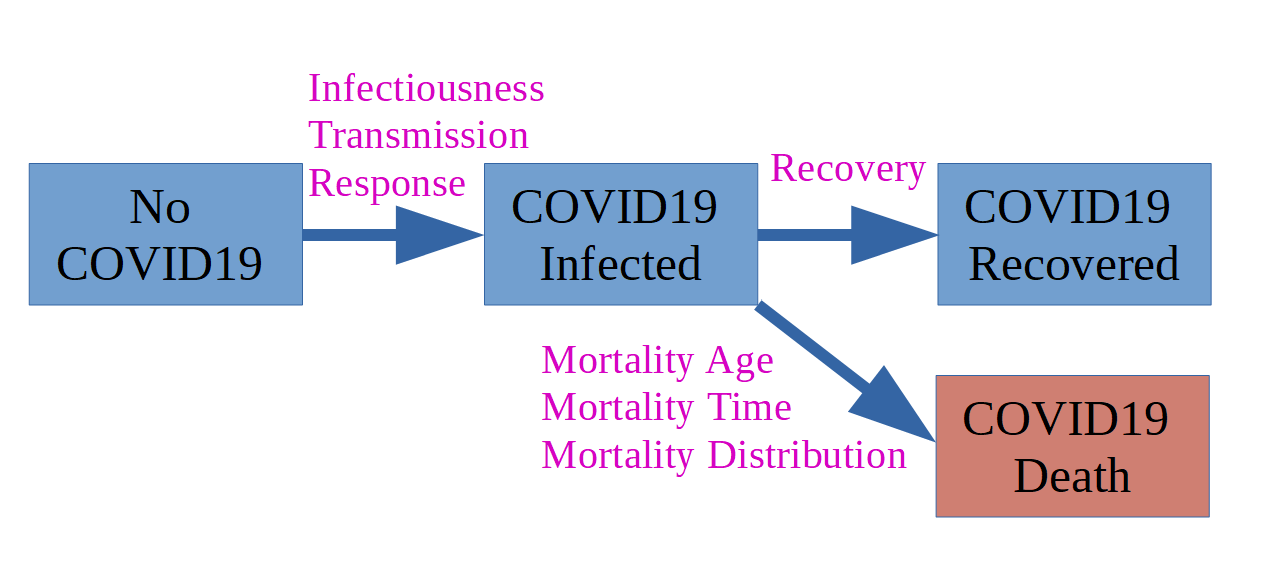 Infectiousness
Transmission
Response
No
COVID19
COVID19
Infected
Recovery
COVID19
Recovered
Mortality Age
Mortality Time
Mortality Distribution
COVID19
Death